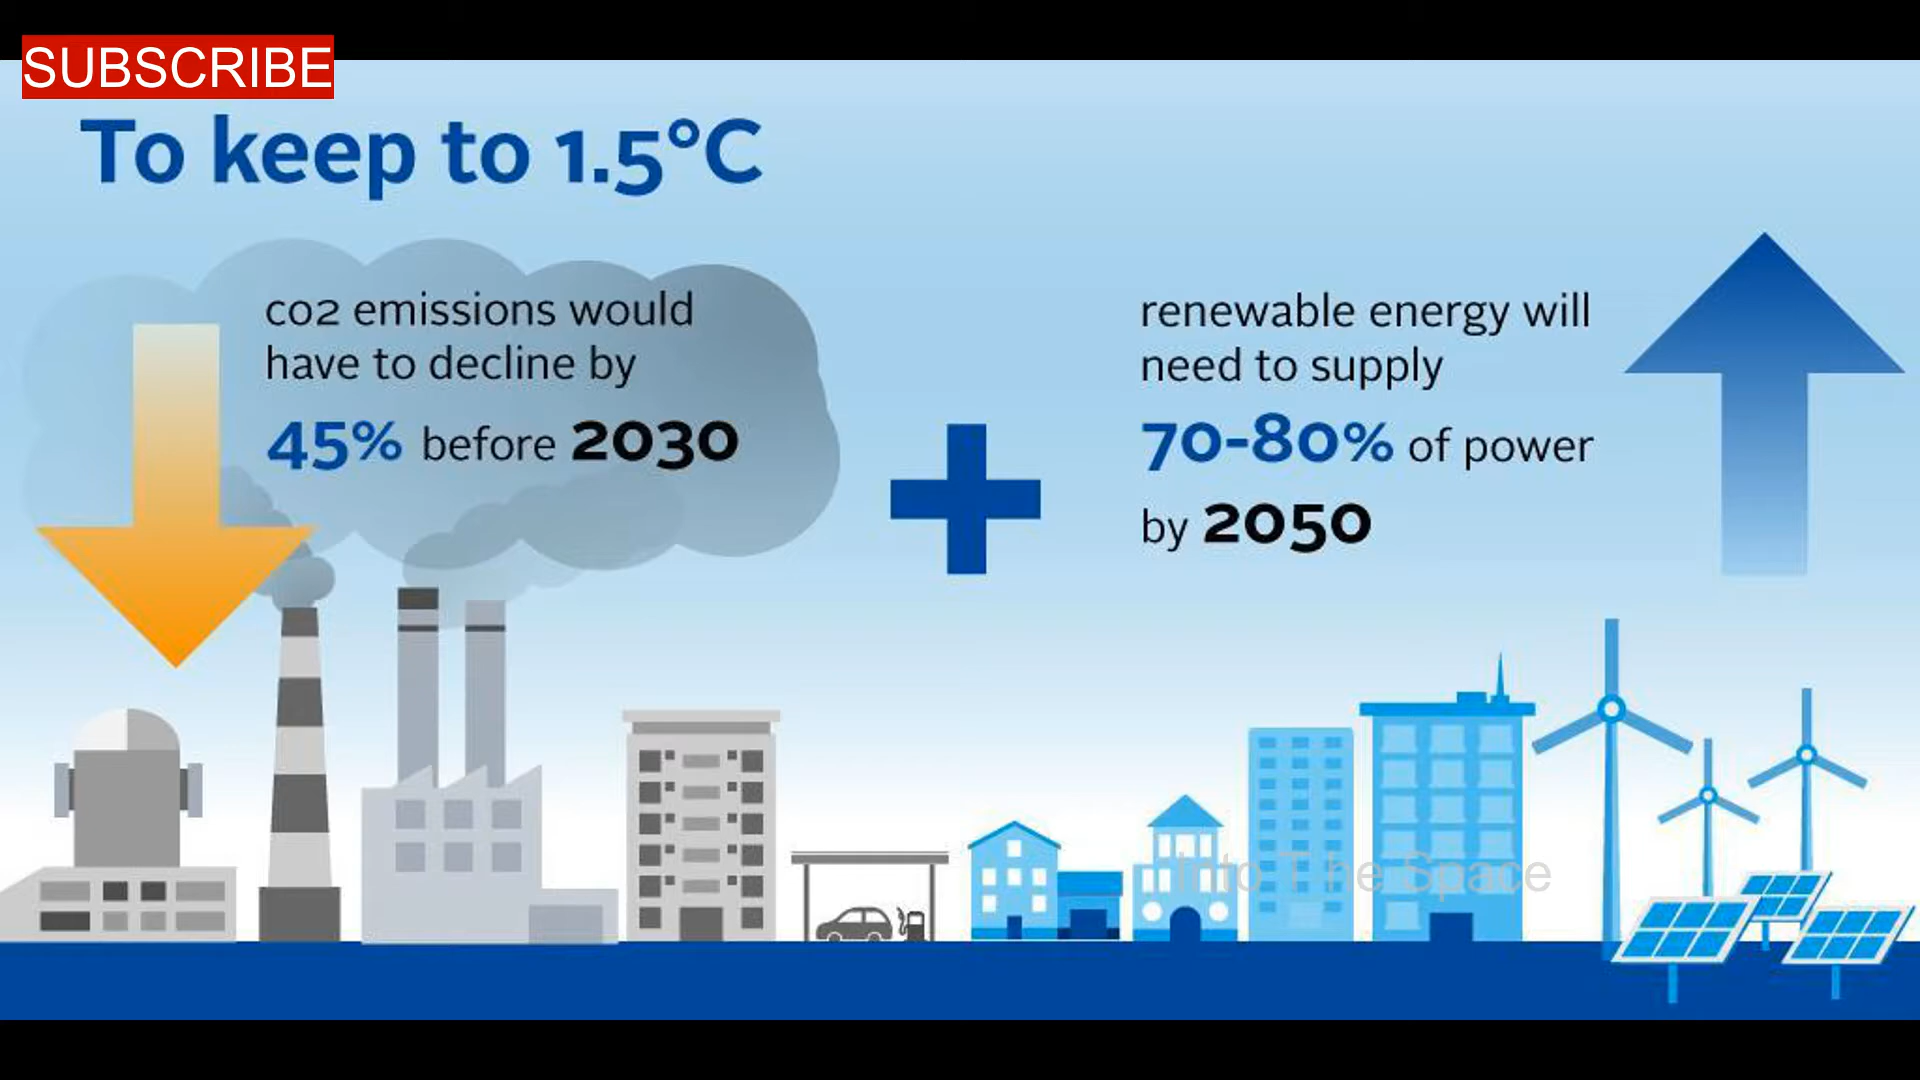 SUBSCRIBE
To keep to 1.5°C
co2 emissions would
have to decline by
45% before 2030
renewable energy will
need to supply
70-80% of power
by 2050
Into The Space